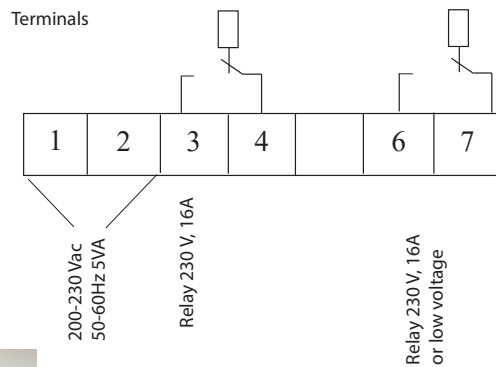 Terminals
1 2 3 4 6 7
200-230 Vac
50-60Hz 5VA
Relay 230 V, 16A
Relay 230 V, 16A
or low voltage